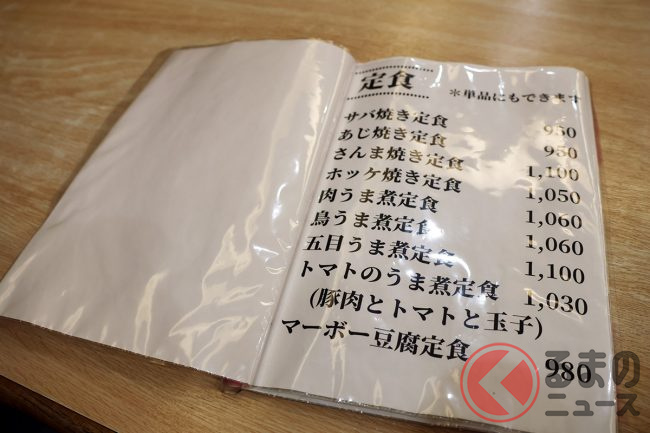 定食
＊単品にもできます
サバ焼き定食 950
あじ焼き定食 950
さんま焼き定食 1,100
ホッケ焼き定食 1,050
肉うま煮定食 1,060
鳥うま煮定食 1,060
五目うま煮定食 1,100
トマトのうま煮定食 1,030
(豚肉とトマトと玉子)
マーボー豆腐定食 980
くるまの
ニュース